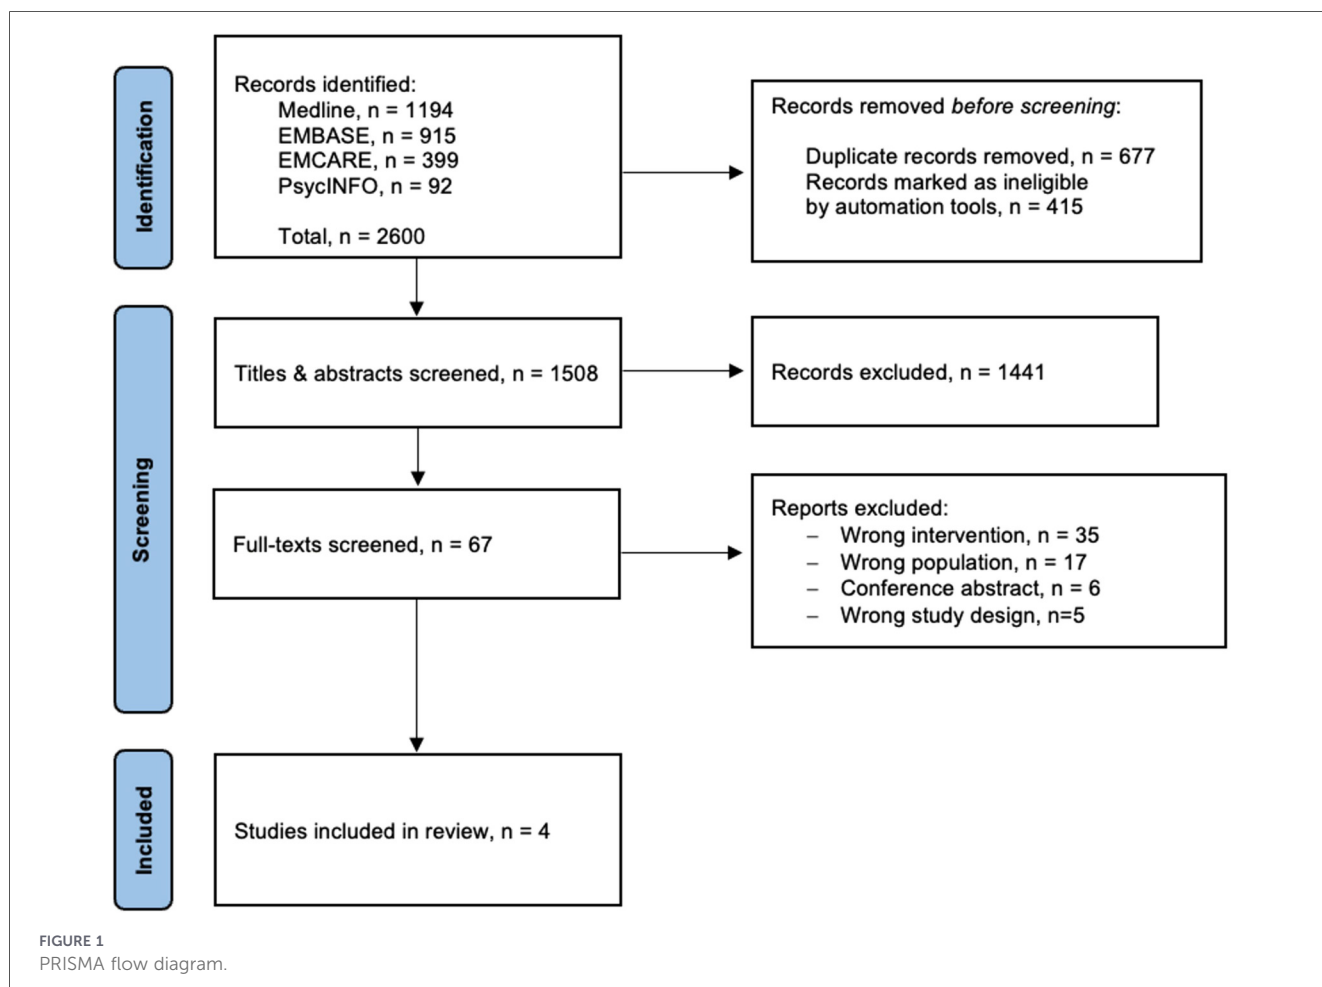 Identification
Records identified:
Medline, n = 1194
EMBASE, n = 915
EMCARE, n = 399
PsycINFO, n = 92
Total, n = 2600
Records removed before screening:
Duplicate records removed, n = 677
Records marked as ineligible
by automation tools, n = 415
Screening
Titles & abstracts screened, n = 1508
Records excluded, n = 1441
Full-texts screened, n = 67
Reports excluded:
– Wrong intervention, n = 35
– Wrong population, n = 17
– Conference abstract, n = 6
– Wrong study design, n=5
Included
Studies included in review, n = 4
FIGURE 1
PRISMA flow diagram.